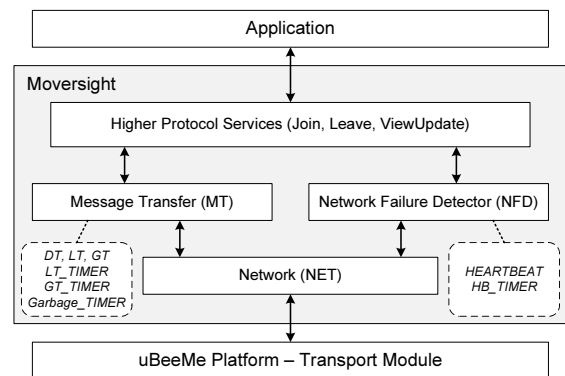 Application
Moversight
Higher Protocol Services (Join, Leave, ViewUpdate)
Message Transfer (MT)
Network Failure Detector (NFD)
DT, LT, GT
LT_TIMER
GT_TIMER
Garbage_TIMER
Network (NET)
HEARTBEAT
HB_TIMER
uBeeMe Platform – Transport Module